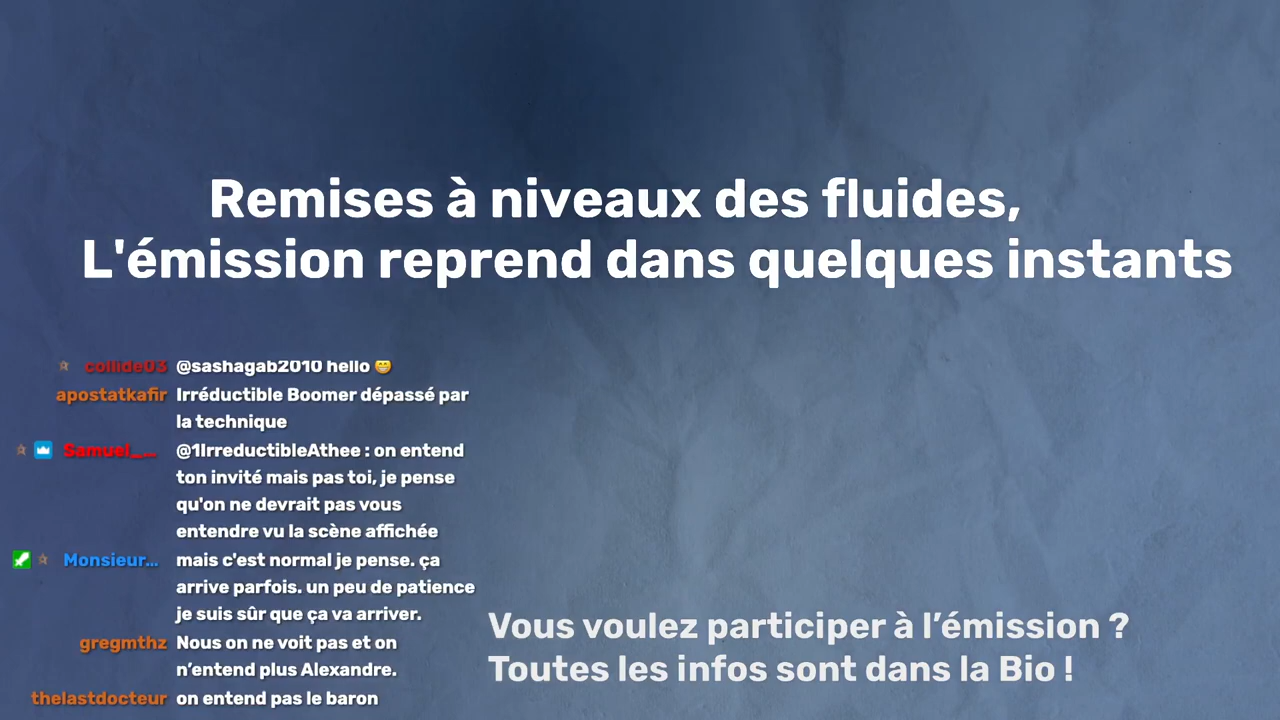 Remises à niveaux des fluides,
L'émission reprend dans quelques instants
collide03 @sashagab2010 hello 😁
apostatkafir Irréductible Boomer dépassé par
la technique
Samuel_... @1IrreductibleAthee : on entend
ton invité mais pas toi, je pense
qu'on ne devrait pas vous
entendre vu la scène affichée
Monsieur... mais c'est normal je pense. ça
arrive parfois. un peu de patience
je suis sûr que ça va arriver.
gregmthz Nous on ne voit pas et on
n’entend plus Alexandre.
thelastdocteur on entend pas le baron
Vous voulez participer à l’émission ?
Toutes les infos sont dans la Bio !